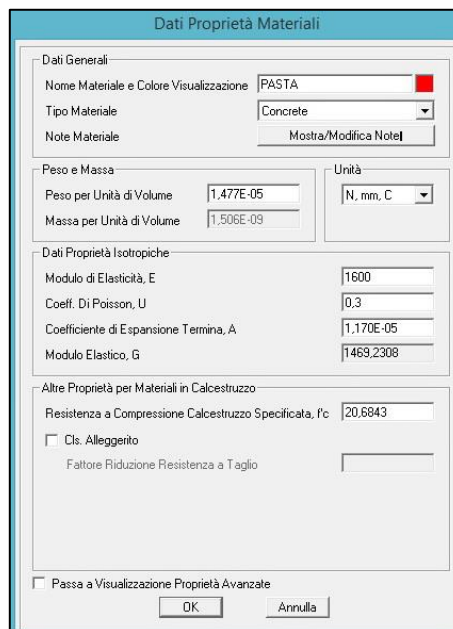 Dati Proprietà Materiali
Dati Generali
Nome Materiale e Colore Visualizzazione PASTA
Tipo Materiale Concrete
Note Materiale Mostra/Modifica Notel
Peso e Massa Unità
Peso per Unità di Volume 1,477E-05 N, mm, C
Massa per Unità di Volume 1,506E-09
Dati Proprietà Isotropiche
Modulo di Elasticità, E 1600
Coeff. Di Poisson, U 0,3
Coefficiente di Espansione Termina, A 1,170E-05
Modulo Elastico, G 1469,2308
Altre Proprietà per Materiali in Calcestruzzo
Resistenza a Compressione Calcestruzzo Specificata, f'c 20,6843
Cls. Alleggerito
Fattore Riduzione Resistenza a Taglio
Passa a Visualizzazione Proprietà Avanzate
OK Annulla